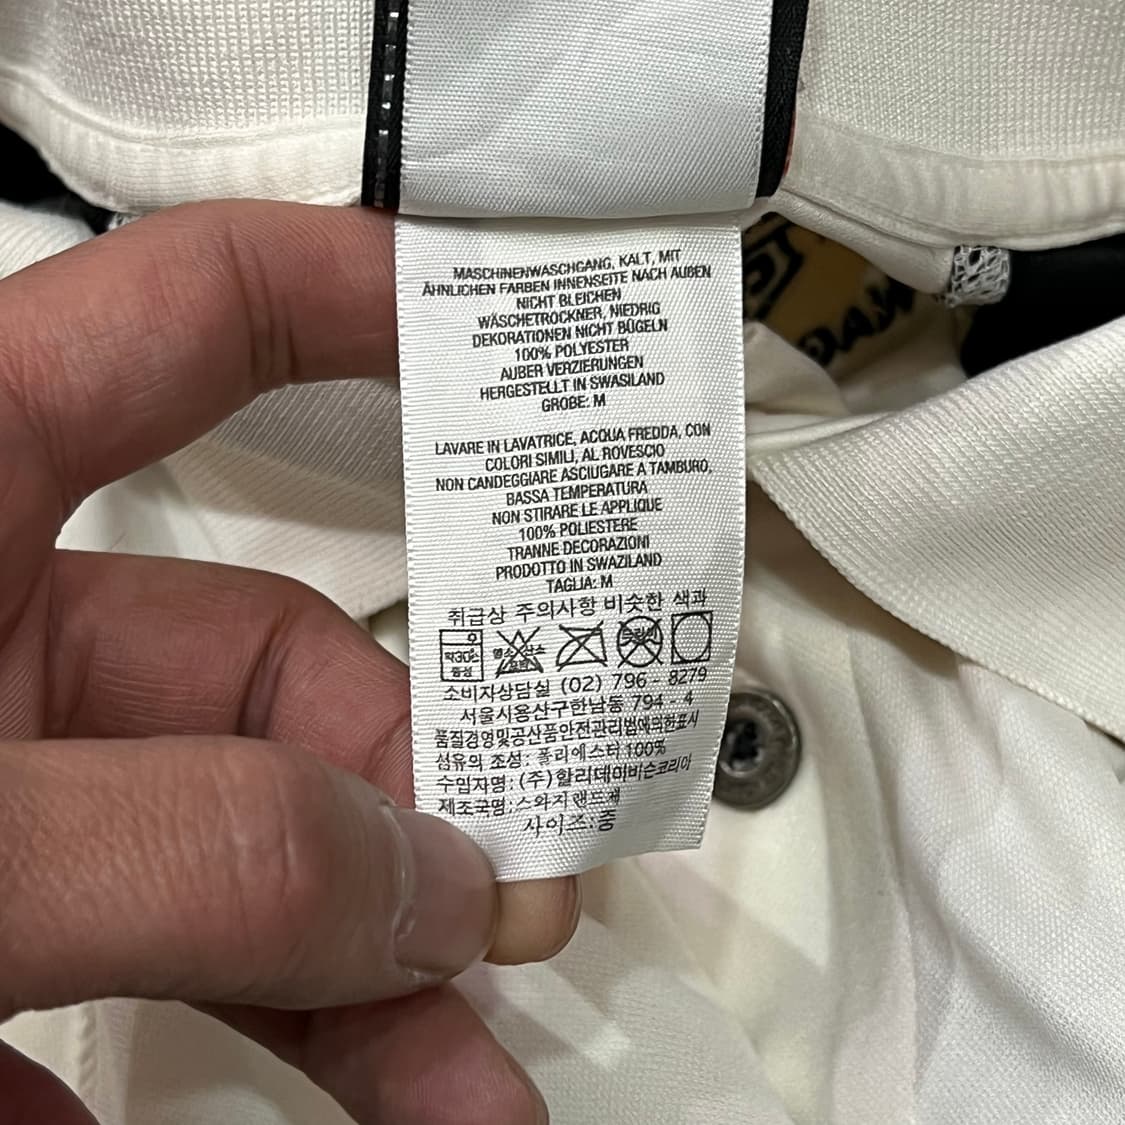 MASCHINENWASCHGANG, KALT, MIT
ÄHNLICHEN FARBEN INNENSEITE NACH AUßEN
NICHT BLEICHEN
WÄSCHETROCKNER, NIEDRIG
DEKORATIONEN NICHT BÜGELN
100% POLYESTER
AUßER VERZIERUNGEN
HERGESTELLT IN SWASILAND
GRÖBE: M
LAVARE IN LAVATRICE, ACQUA FREDDA, CON
COLORI SIMILI, AL ROVESCIO
NON CANDEGGIARE ASCIUGARE A TAMBURO,
BASSA TEMPERATURA
NON STIRARE LE APPLIQUE
100% POLIESTERE
TRANNE DECORAZIONI
PRODOTTO IN SWAZILAND
TAGLIA: M
취급상 주의사항 비슷한 색과
약30°
중성
소비자상담실 (02) 796 - 8279
서울시용산구한남동 794 - 4
품질경영및공산품안전관리법에의한표시
섬유의 조성: 폴리에스터 100%
수입자명: (주)할리데이비슨코리아
제조국명: 스와지랜드제
사이즈: 중